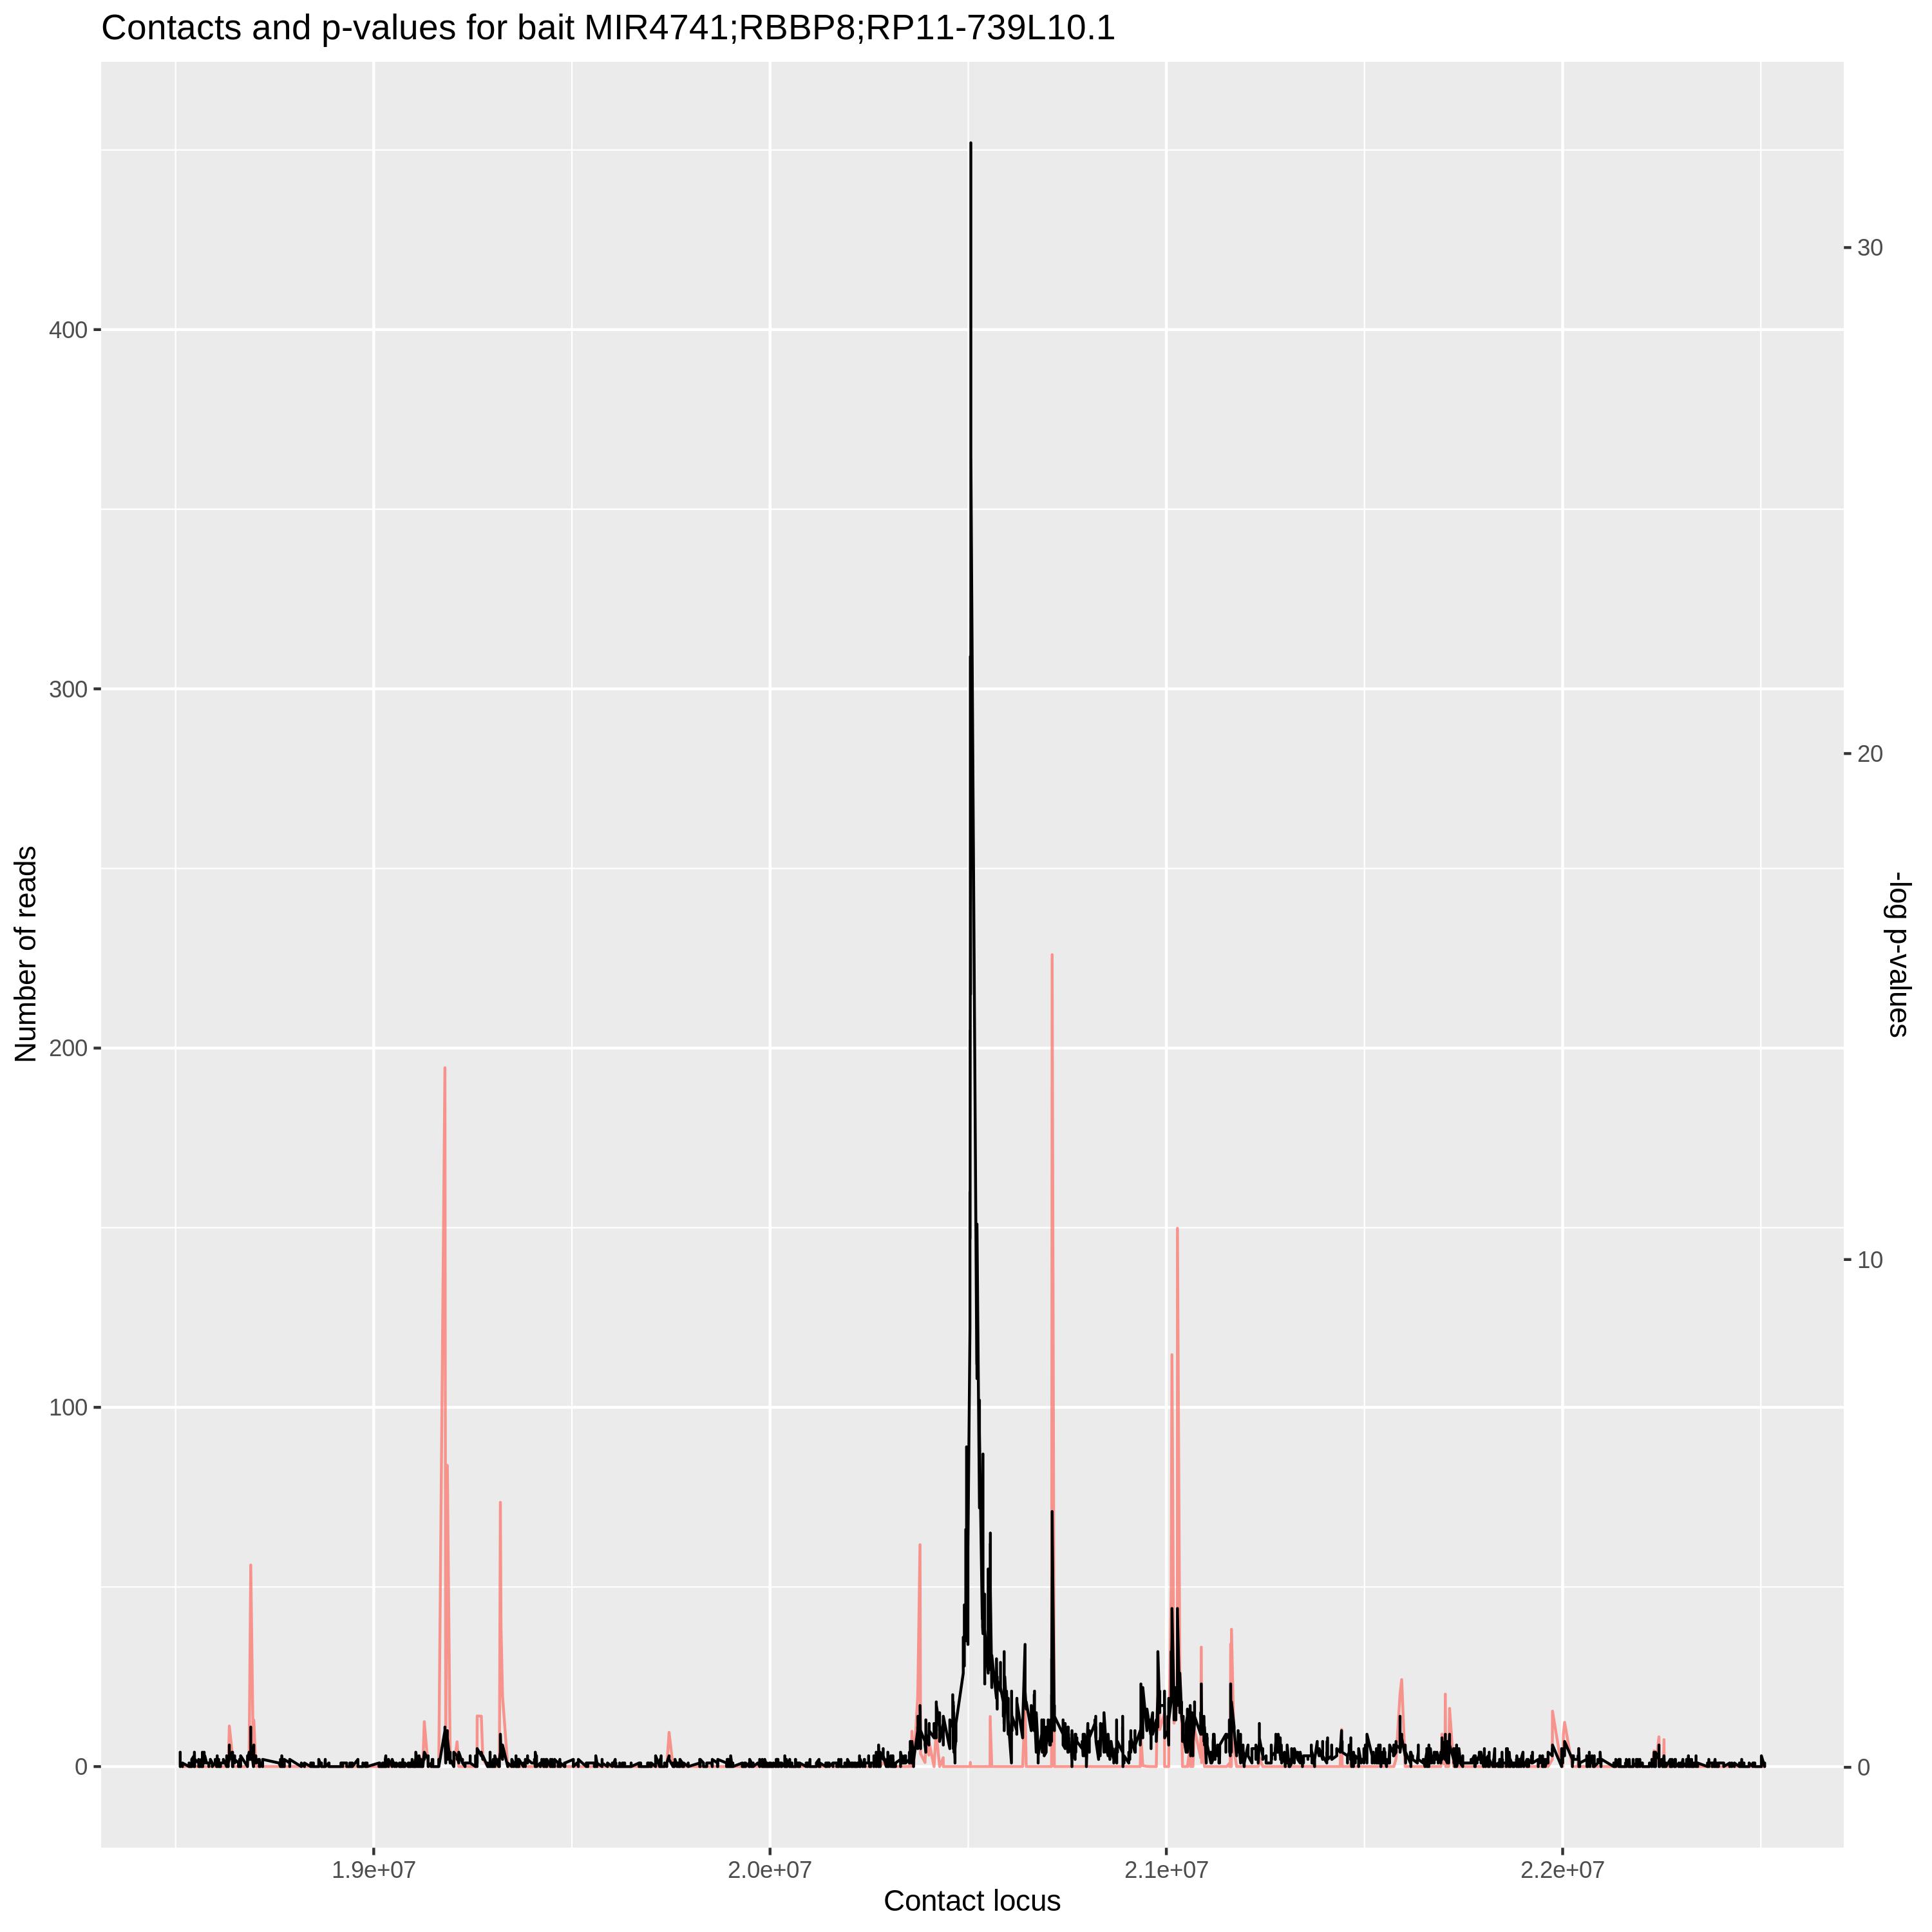 Contacts and p-values for bait MIR4741;RBBP8;RP11-739L10.1
Number of reads
400
300
200
100
0
30
20
10
0
-log p-values
1.9e+07 2.0e+07 2.1e+07 2.2e+07
Contact locus